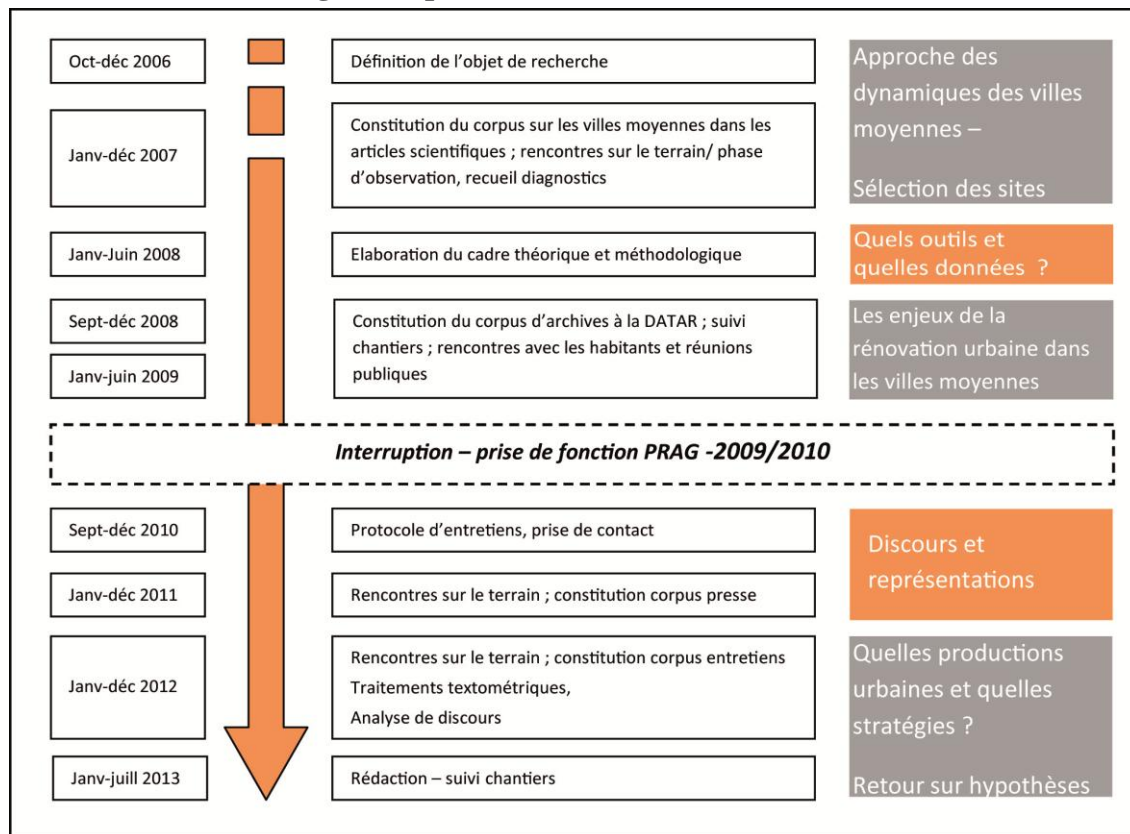 Oct-déc 2006
Définition de l'objet de recherche
Approche des
dynamiques des villes
moyennes –
Sélection des sites
Janv-déc 2007
Constitution du corpus sur les villes moyennes dans les
articles scientifiques ; rencontres sur le terrain/ phase
d'observation, recueil diagnostics
Janv-Juin 2008
Elaboration du cadre théorique et méthodologique
Quels outils et
quelles données ?
Sept-déc 2008
Janv-juin 2009
Constitution du corpus d'archives à la DATAR ; suivi
chantiers ; rencontres avec les habitants et réunions
publiques
Les enjeux de la
rénovation urbaine dans
les villes moyennes
Interruption – prise de fonction PRAG -2009/2010
Sept-déc 2010
Protocole d'entretiens, prise de contact
Discours et
représentations
Janv-déc 2011
Rencontres sur le terrain ; constitution corpus presse
Janv-déc 2012
Rencontres sur le terrain ; constitution corpus entretiens
Traitements textométriques,
Analyse de discours
Quelles productions
urbaines et quelles
stratégies ?
Retour sur hypothèses
Janv-juill 2013
Rédaction – suivi chantiers